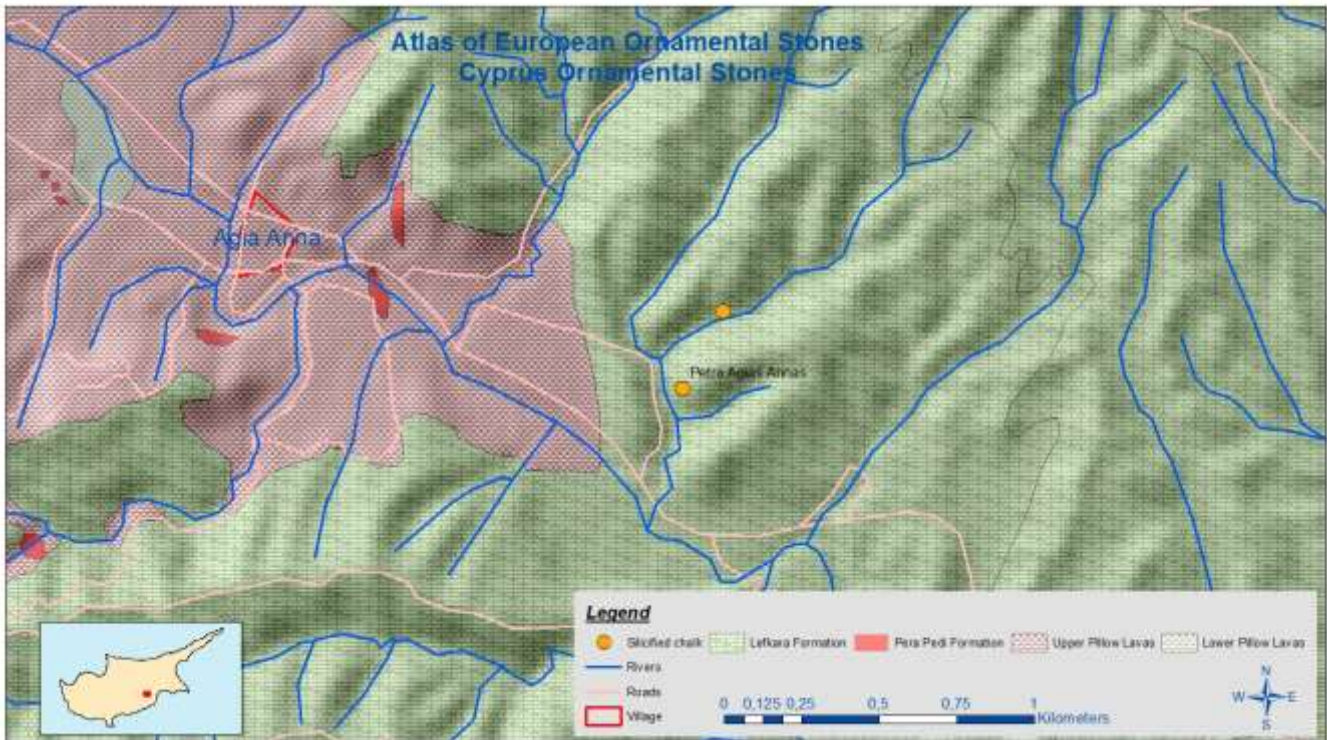 Atlas of European Ornamental Stones
Cyprus Ornamental Stones
Agia Anna
Petra Agias Annas
Legend
Silicified chalk
Lefkara Formation
Pera Pedi Formation
Upper Pillow Lavas
Lower Pillow Lavas
Rivers
Roads
Village
0 0,125 0,25 0,5 0,75 1
Kilometers
N
W E
S